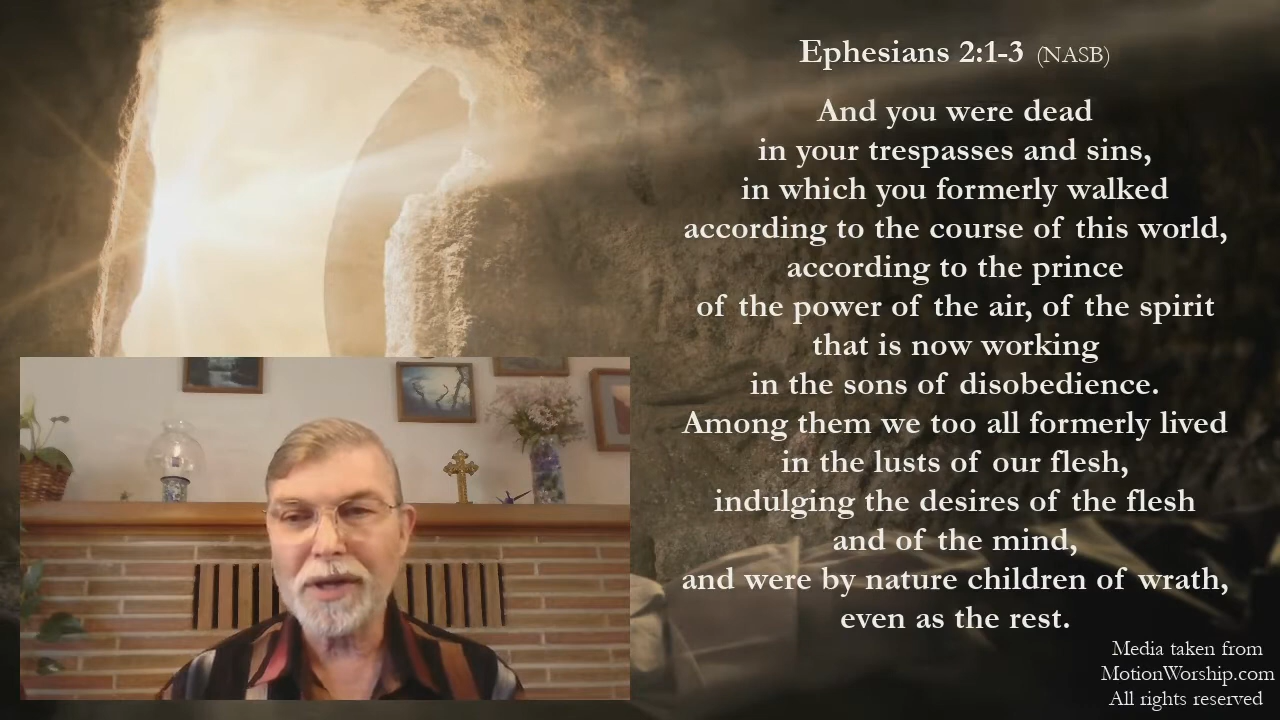 Ephesians 2:1-3 (NASB)
And you were dead
in your trespasses and sins,
in which you formerly walked
according to the course of this world,
according to the prince
of the power of the air, of the spirit
that is now working
in the sons of disobedience.
Among them we too all formerly lived
in the lusts of our flesh,
indulging the desires of the flesh
and of the mind,
and were by nature children of wrath,
even as the rest.
Media taken from
MotionWorship.com
All rights reserved